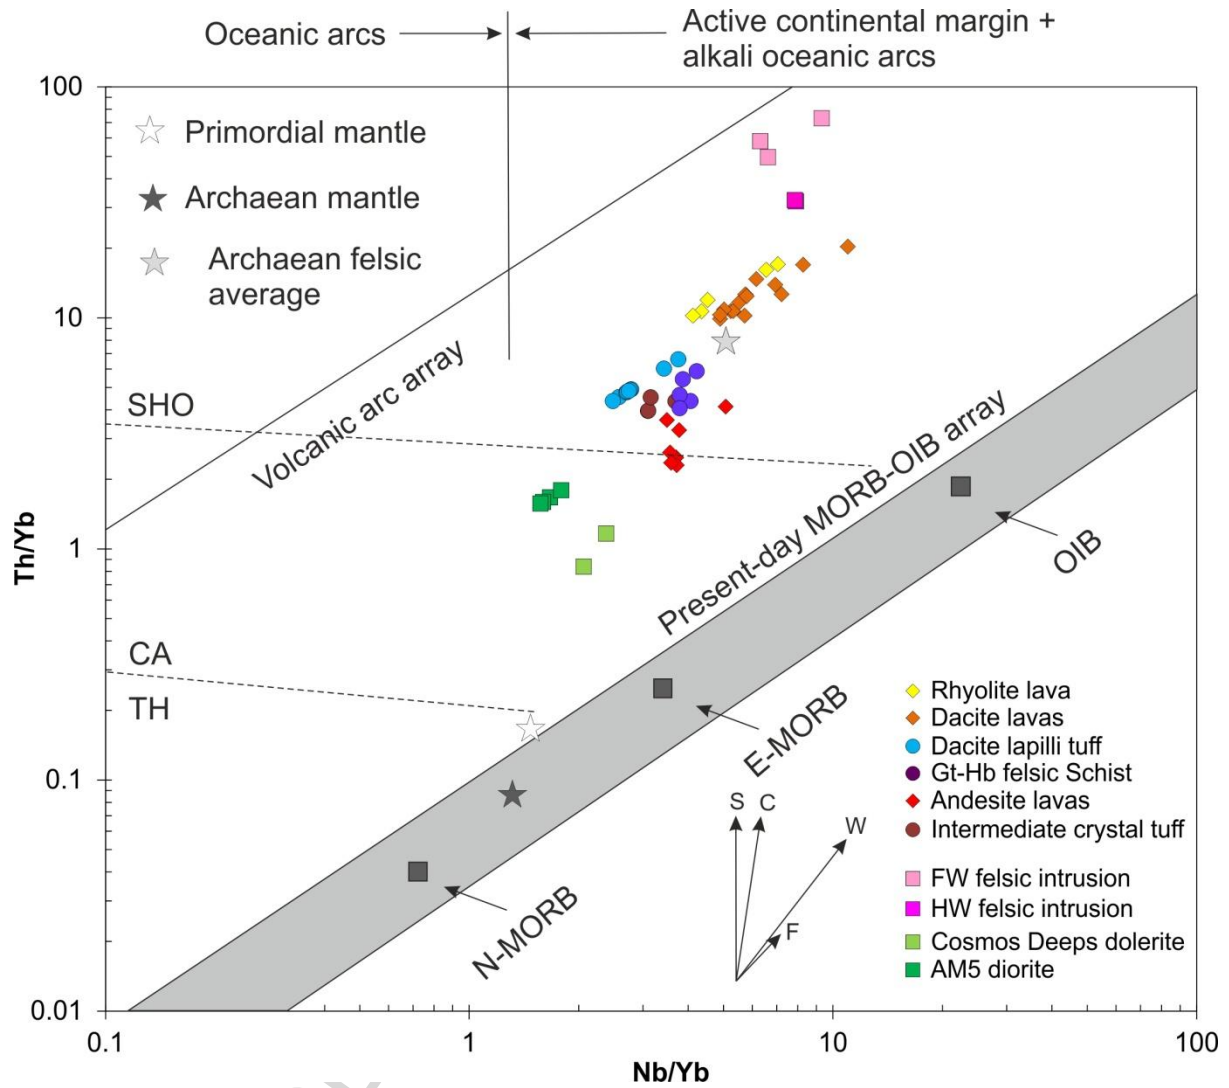 Oceanic arcs
Active continental margin +
alkali oceanic arcs
100
Primordial mantle
Archaean mantle
Archaean felsic
average
10
SHO
Volcanic arc array
Th/Yb
1
Present-day MORB-OIB array
OIB
CA
TH
E-MORB
0.1
N-MORB
S
C
W
F
Rhyolite lava
Dacite lavas
Dacite lapilli tuff
Gt-Hb felsic Schist
Andesite lavas
Intermediate crystal tuff
FW felsic intrusion
HW felsic intrusion
Cosmos Deeps dolerite
AM5 diorite
0.01
0.1
1
10
100
Nb/Yb